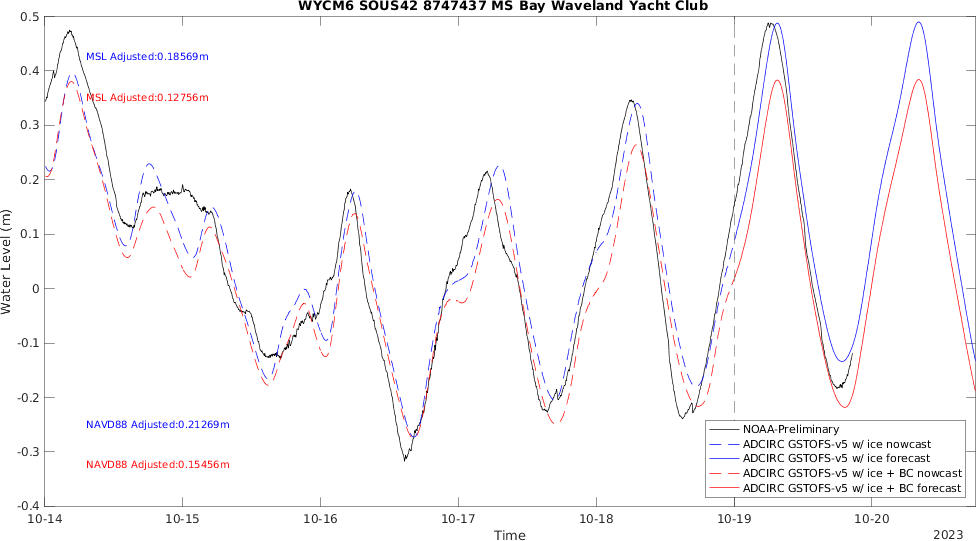 WYCM6 SOUS42 8747437 MS Bay Waveland Yacht Club
0.5
0.4
0.3
0.2
0.1
0
-0.1
-0.2
-0.3
-0.4
Water Level (m)
MSL Adjusted:0.18569m
MSL Adjusted:0.12756m
NAVD88 Adjusted:0.21269m
NAVD88 Adjusted:0.15456m
NOAA-Preliminary
ADCIRC GSTOFS-v5 w/ ice nowcast
ADCIRC GSTOFS-v5 w/ ice forecast
ADCIRC GSTOFS-v5 w/ ice + BC nowcast
ADCIRC GSTOFS-v5 w/ ice + BC forecast
10-14 10-15 10-16 10-17 10-18 10-19 10-20
Time
2023